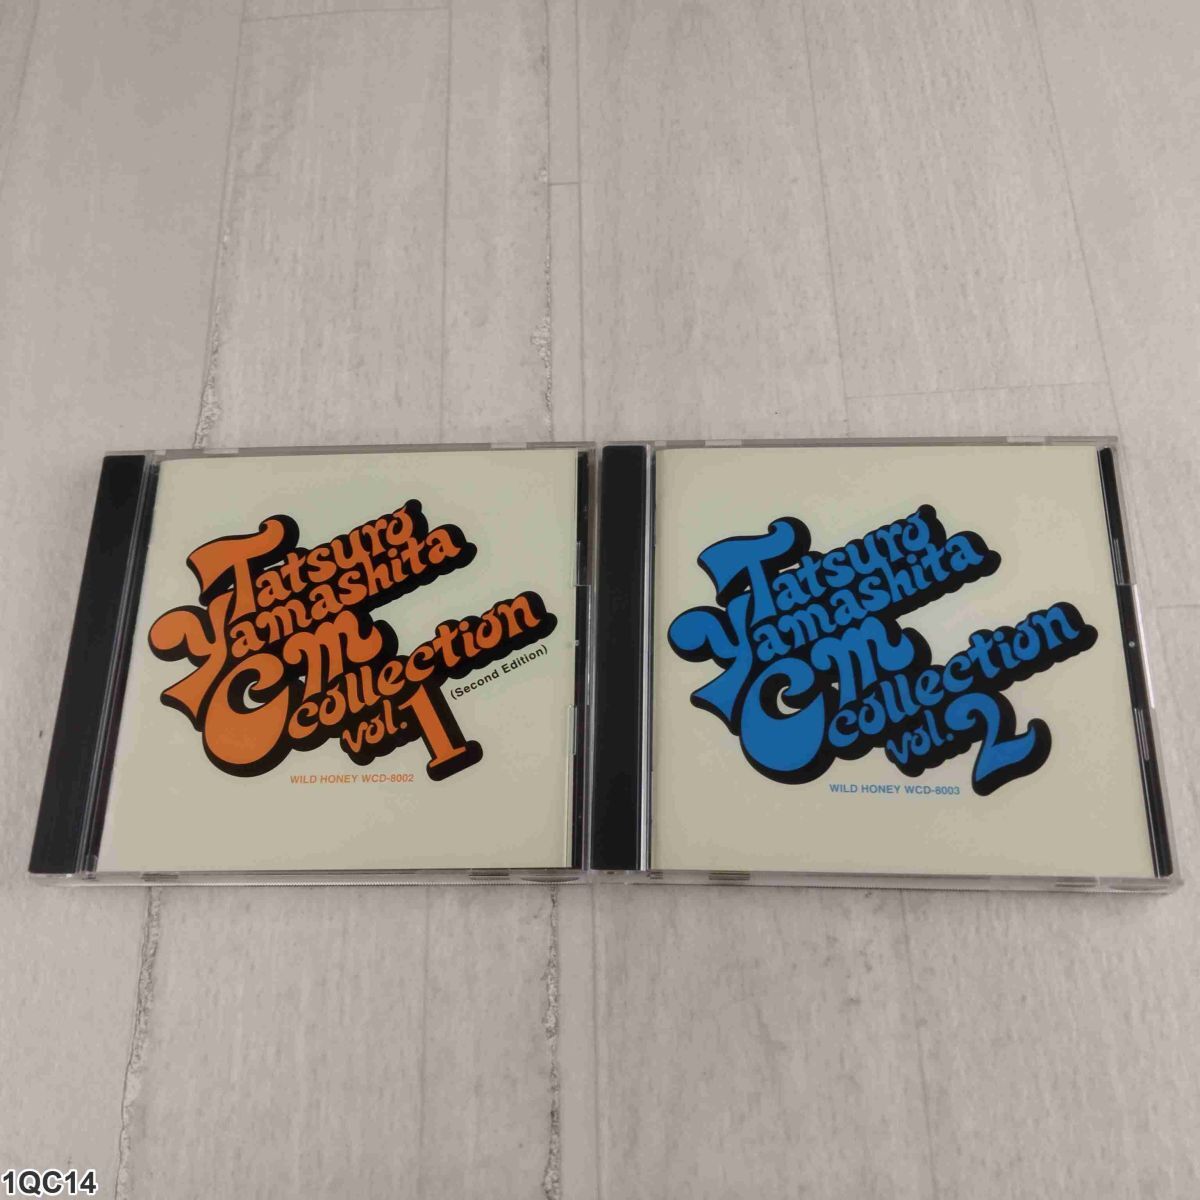 Tatsuro
Yamashita
CM
collection
vol.1
(Second Edition)
WILD HONEY WCD-8002
Tatsuro
Yamashita
CM
collection
vol.2
WILD HONEY WCD-8003
1QC14